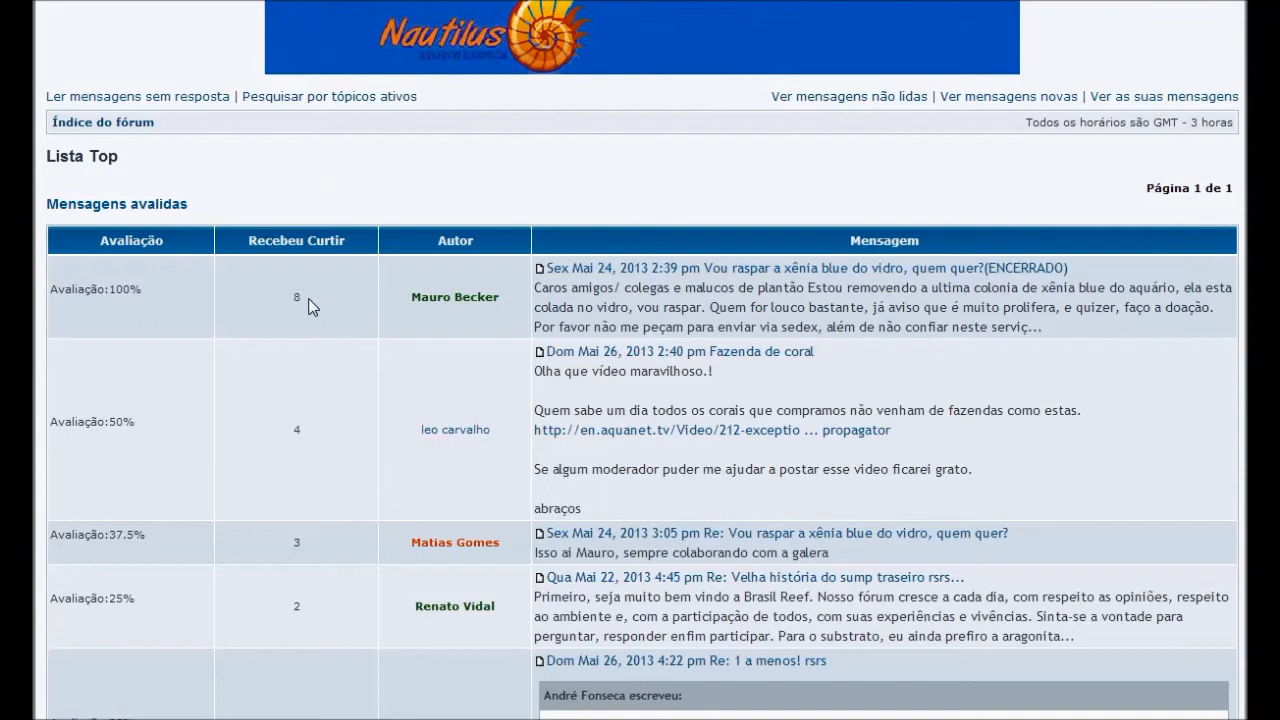 Nautilus
Ler mensagens sem resposta | Pesquisar por tópicos ativos
Ver mensagens não lidas | Ver mensagens novas | Ver as suas mensagens
Índice do fórum
Todos os horários são GMT - 3 horas
Lista Top
Página 1 de 1
Mensagens avalidas
Avaliação Recebeu Curtir Autor Mensagem
Avaliação:100%
8
Mauro Becker
Sex Mai 24, 2013 2:39 pm Vou raspar a xênia blue do vidro, quem quer?(ENCERRADO)
Caros amigos/ colegas e malucos de plantão Estou removendo a ultima colonia de xênia blue do aquário, ela esta
colada no vidro, vou raspar. Quem for louco bastante, já aviso que é muito prolifera, e quizer, faço a doação.
Por favor não me peçam para enviar via sedex, além de não confiar neste serviç...
Avaliação:50%
4
leo carvalho
Dom Mai 26, 2013 2:40 pm Fazenda de coral
Olha que vídeo maravilhoso.!
Quem sabe um dia todos os corais que compramos não venham de fazendas como estas.
http://en.aquanet.tv/Video/212-exceptio ... propagator
Se algum moderador puder me ajudar a postar esse video ficarei grato.
abraços
Avaliação:37.5%
3
Matias Gomes
Sex Mai 24, 2013 3:05 pm Re: Vou raspar a xênia blue do vidro, quem quer?
Isso ai Mauro, sempre colaborando com a galera
Avaliação:25%
2
Renato Vidal
Qua Mai 22, 2013 4:45 pm Re: Velha história do sump traseiro rsrs...
Primeiro, seja muito bem vindo a Brasil Reef. Nosso fórum cresce a cada dia, com respeito as opiniões, respeito
ao ambiente e, com a participação de todos, com suas experiências e vivências. Sinta-se a vontade para
perguntar, responder enfim participar. Para o substrato, eu ainda prefiro a aragonita...
Dom Mai 26, 2013 4:22 pm Re: 1 a menos! rsrs
André Fonseca escreveu: